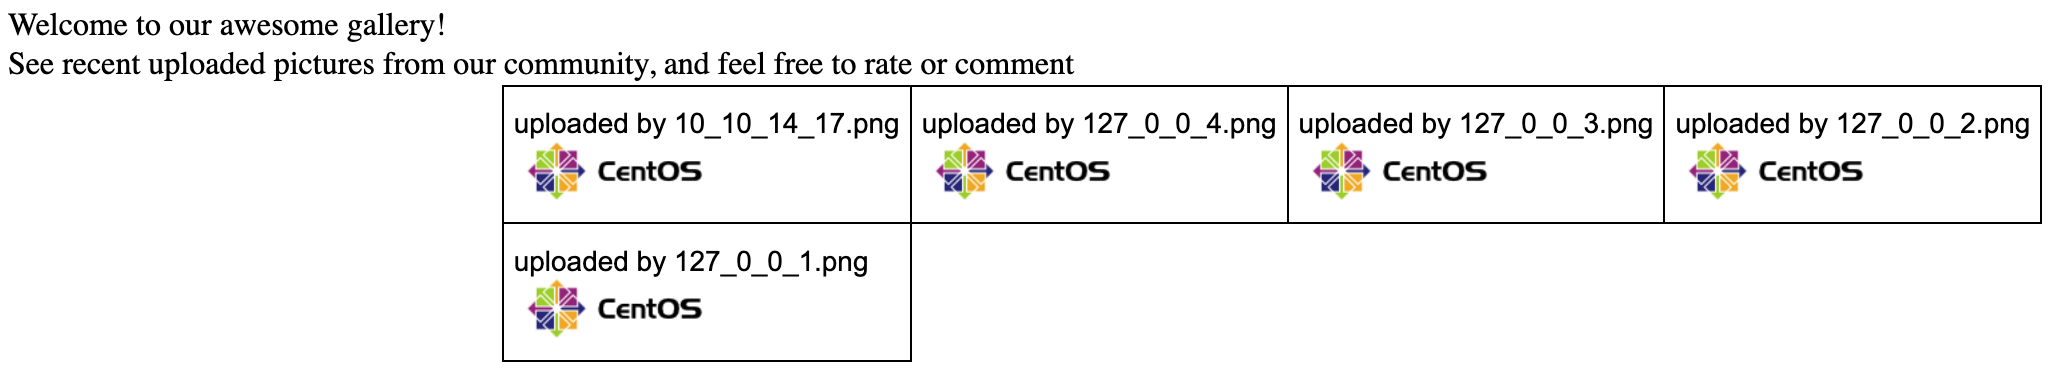 Welcome to our awesome gallery!
See recent uploaded pictures from our community, and feel free to rate or comment
uploaded by 10_10_14_17.png
CentOS
uploaded by 127_0_0_4.png
CentOS
uploaded by 127_0_0_3.png
CentOS
uploaded by 127_0_0_2.png
CentOS
uploaded by 127_0_0_1.png
CentOS